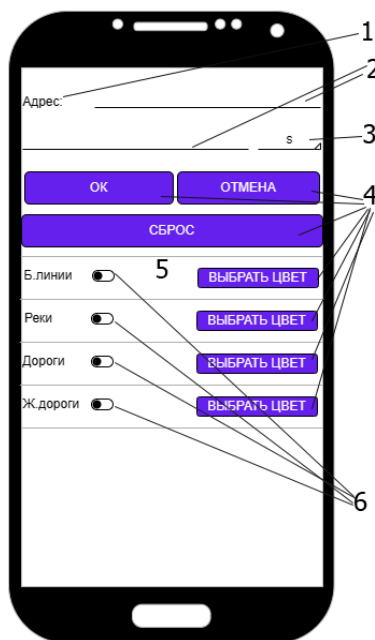 1
Адрес:
2
s 3
ОК ОТМЕНА 4
СБРОС
Б.линии 5 ВЫБРАТЬ ЦВЕТ
Реки ВЫБРАТЬ ЦВЕТ
Дороги ВЫБРАТЬ ЦВЕТ
Ж.дороги ВЫБРАТЬ ЦВЕТ
6